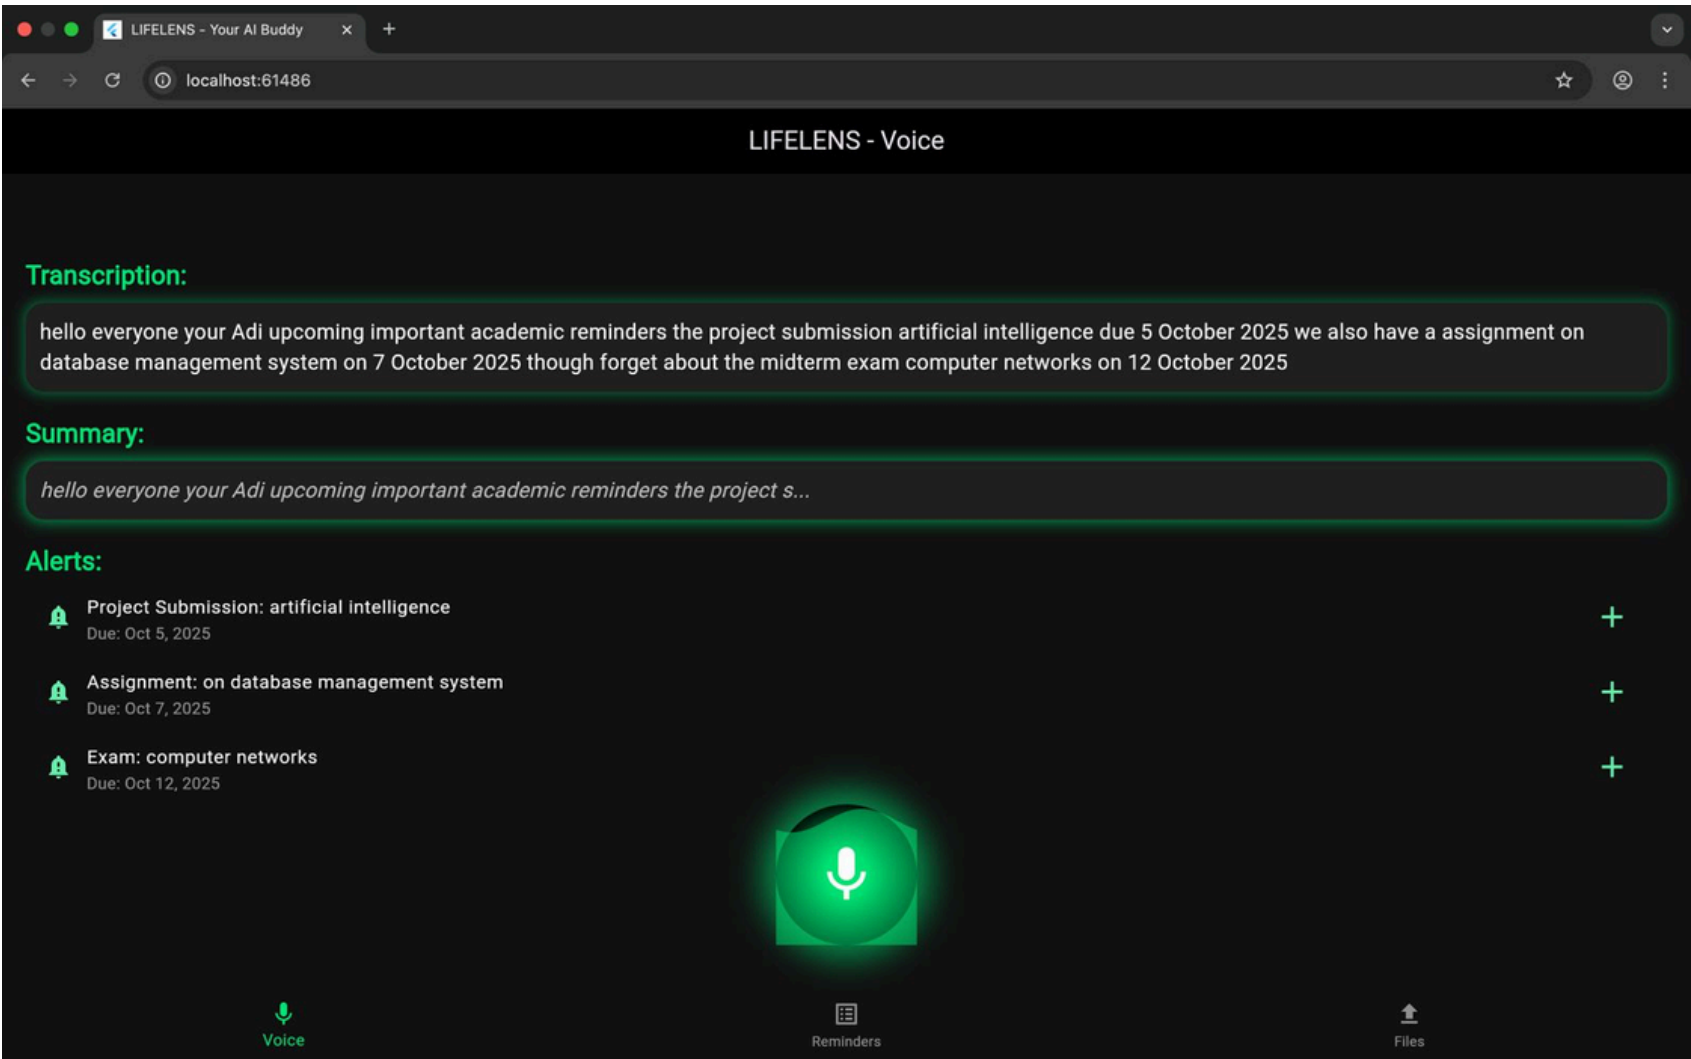 LIFELENS - Your AI Buddy
localhost:61486
LIFELENS - Voice
Transcription:
hello everyone your Adi upcoming important academic reminders the project submission artificial intelligence due 5 October 2025 we also have a assignment on
database management system on 7 October 2025 though forget about the midterm exam computer networks on 12 October 2025
Summary:
hello everyone your Adi upcoming important academic reminders the project s...
Alerts:
Project Submission: artificial intelligence
Due: Oct 5, 2025
Assignment: on database management system
Due: Oct 7, 2025
Exam: computer networks
Due: Oct 12, 2025
Voice
Reminders
Files